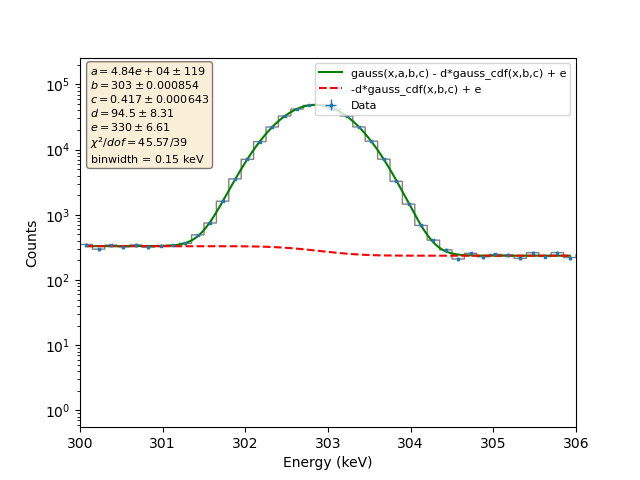 a = 4.84e + 04 ± 119
b = 303 ± 0.000854
c = 0.417 ± 0.000643
d = 94.5 ± 8.31
e = 330 ± 6.61
χ²/dof = 45.57/39
binwidth = 0.15 keV
gauss(x,a,b,c) - d*gauss_cdf(x,b,c) + e
-d*gauss_cdf(x,b,c) + e
Data
10⁵
10⁴
10³
10²
10¹
10⁰
Counts
300 301 302 303 304 305 306
Energy (keV)